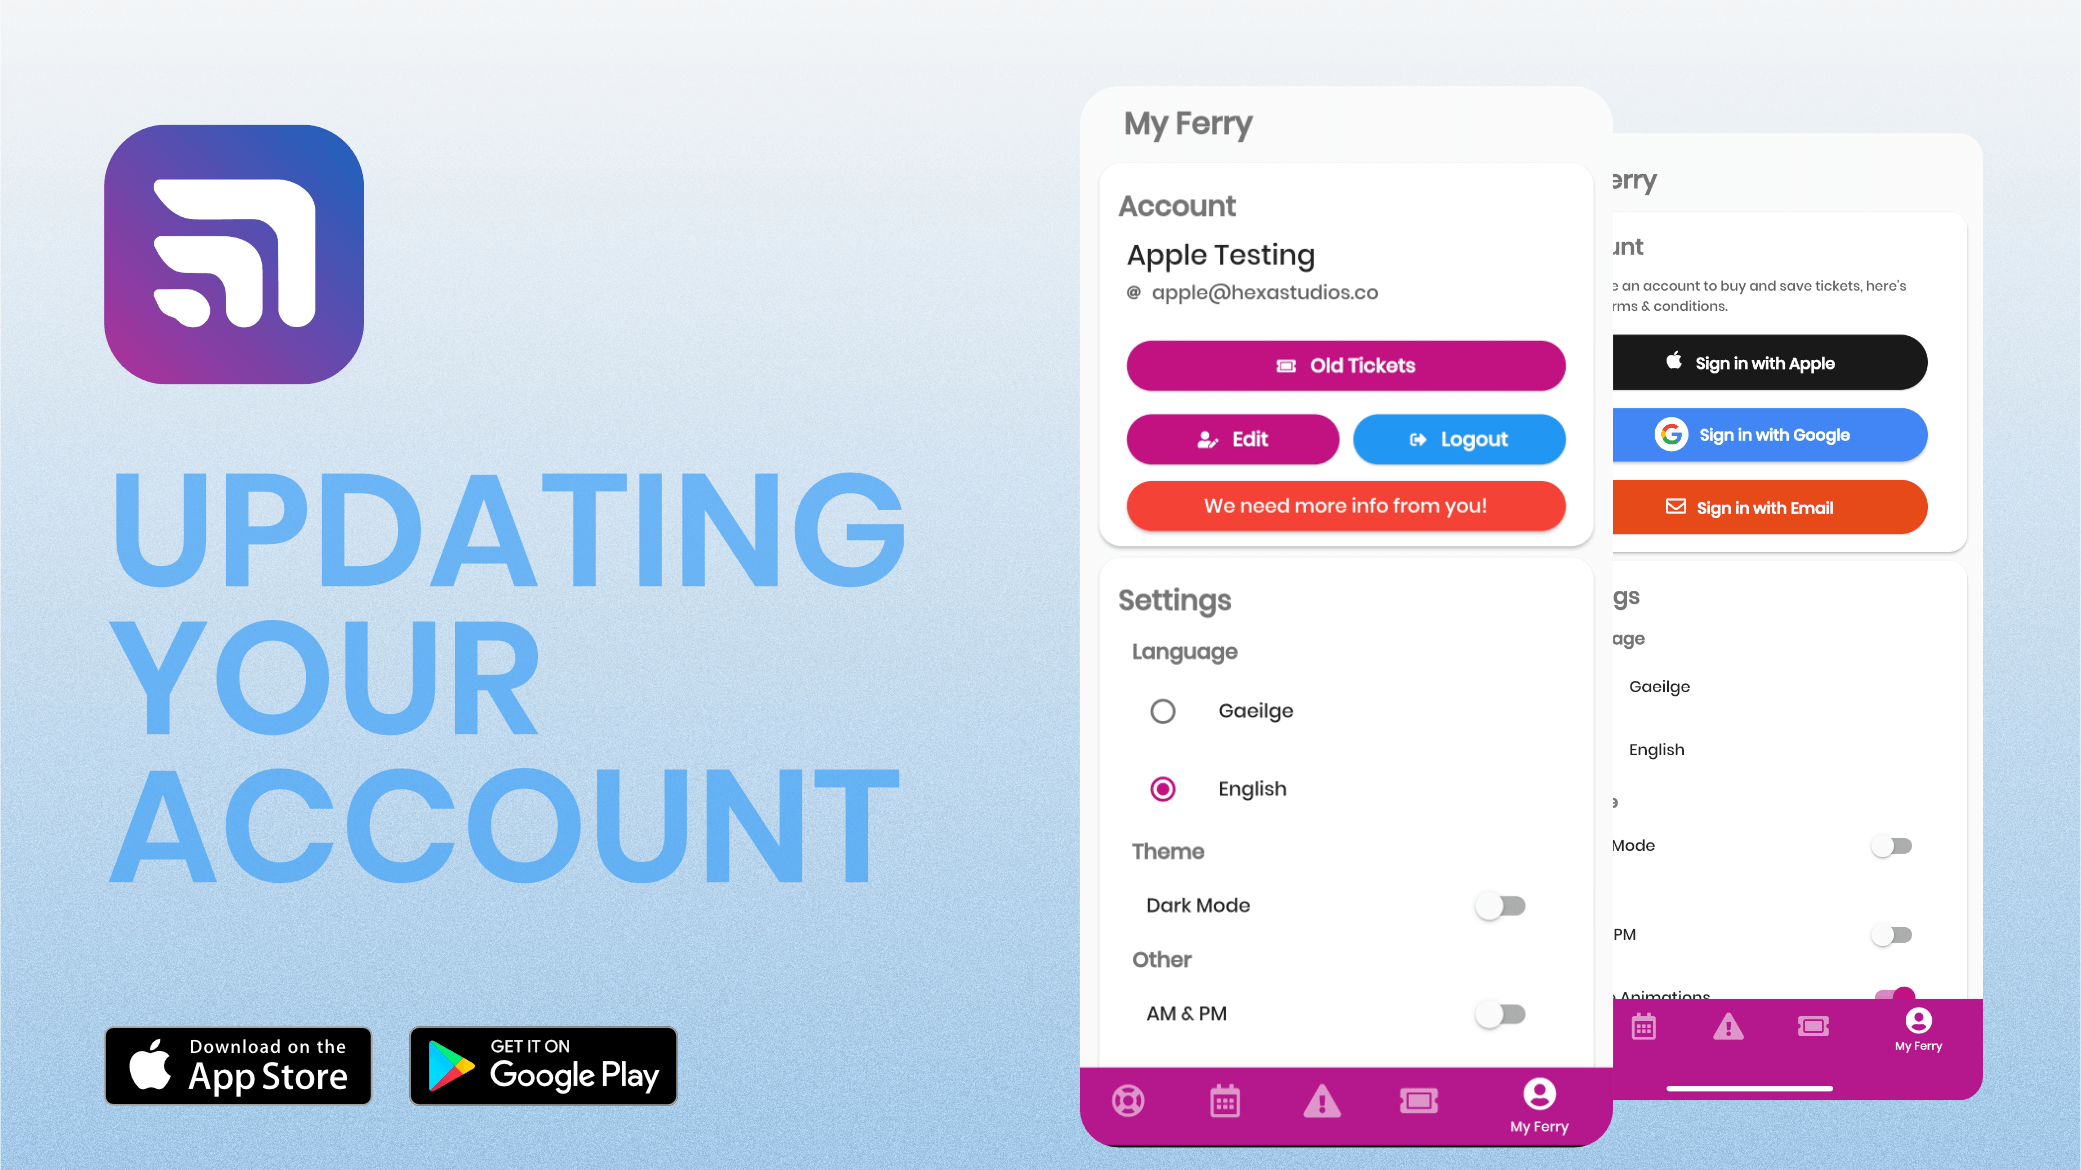 UPDATING
YOUR
ACCOUNT
Download on the
App Store
GET IT ON
Google Play
My Ferry
Account
Apple Testing
@ apple@hexastudios.co
Old Tickets
Edit
Logout
We need more info from you!
Settings
Language
Gaeilge
English
Theme
Dark Mode
Other
AM & PM
My Ferry
erry
unt
e an account to buy and save tickets, here's
rms & conditions.
Sign in with Apple
G Sign in with Google
Sign in with Email
gs
age
Gaeilge
English
e
Mode
PM
Animations
My Ferry